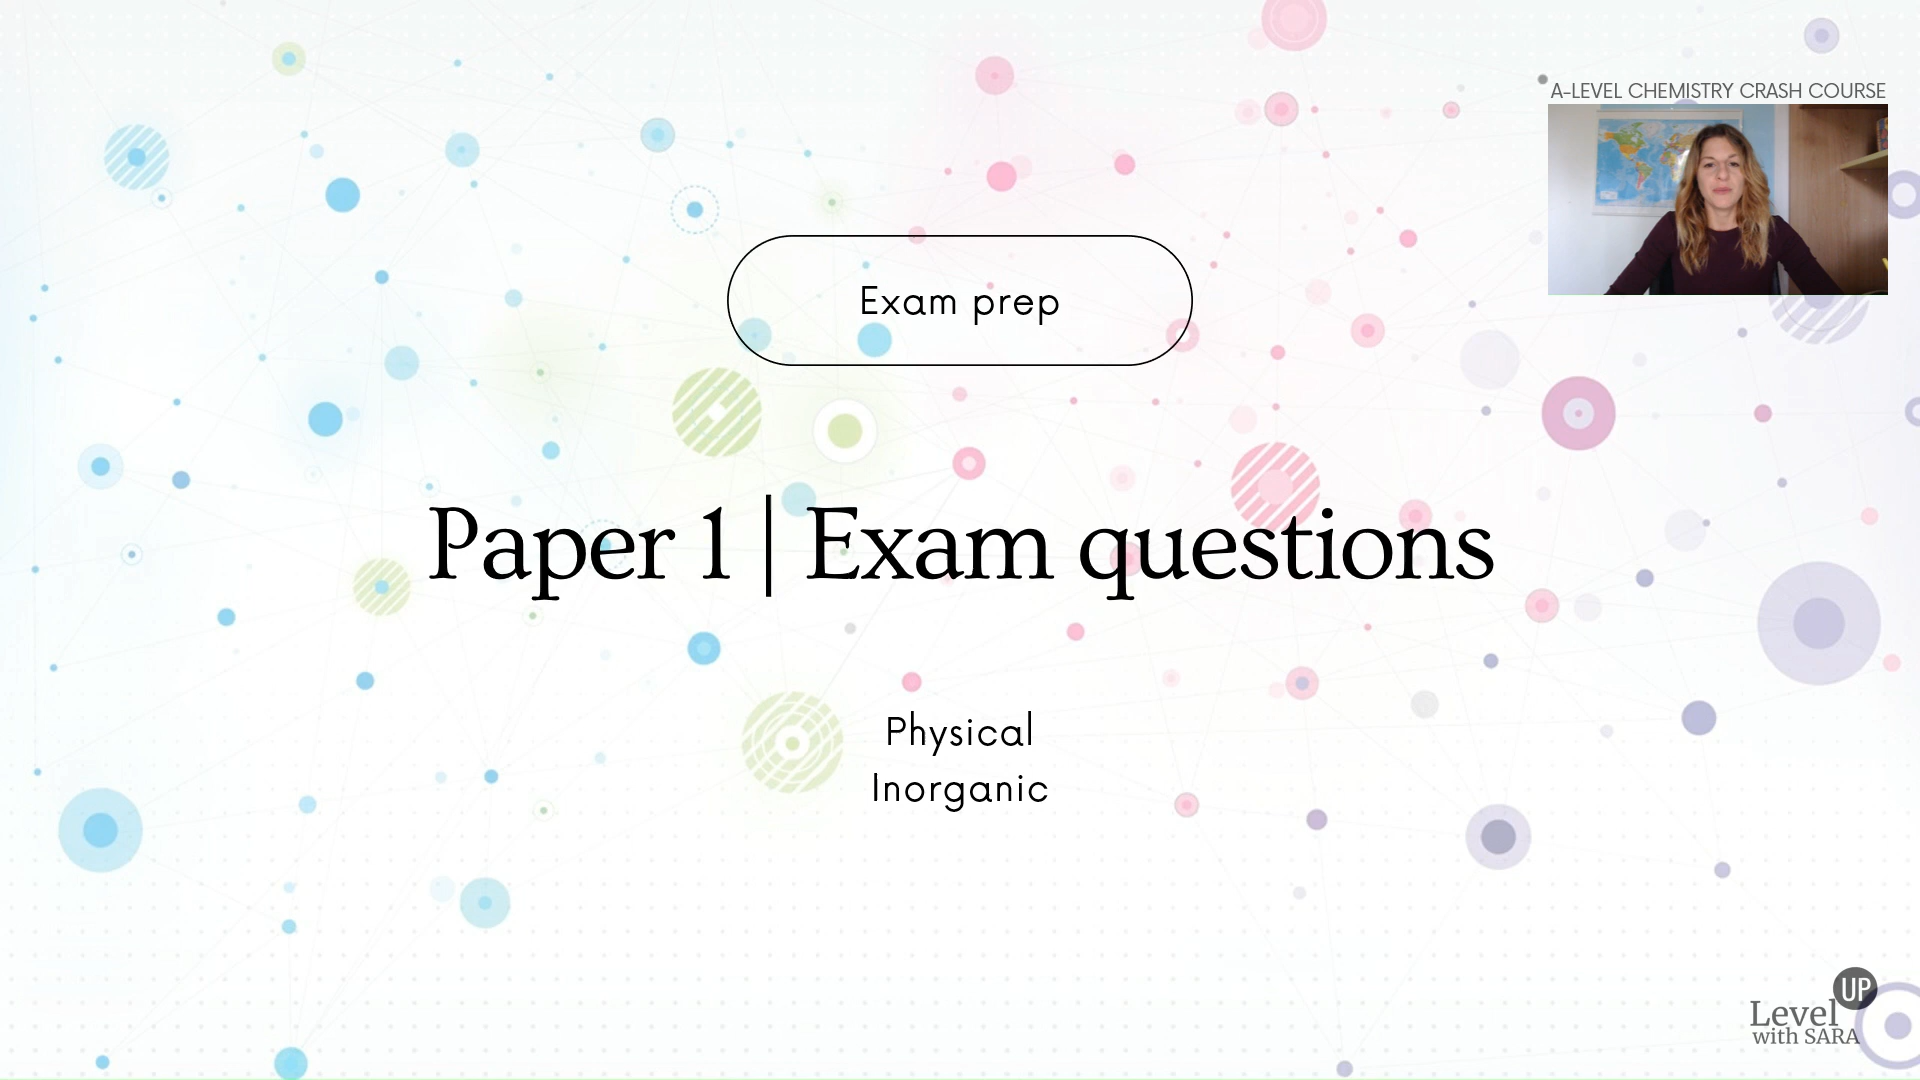 A-LEVEL CHEMISTRY CRASH COURSE
Exam prep
Paper 1 | Exam questions
Physical
Inorganic
UP
Level
with SARA